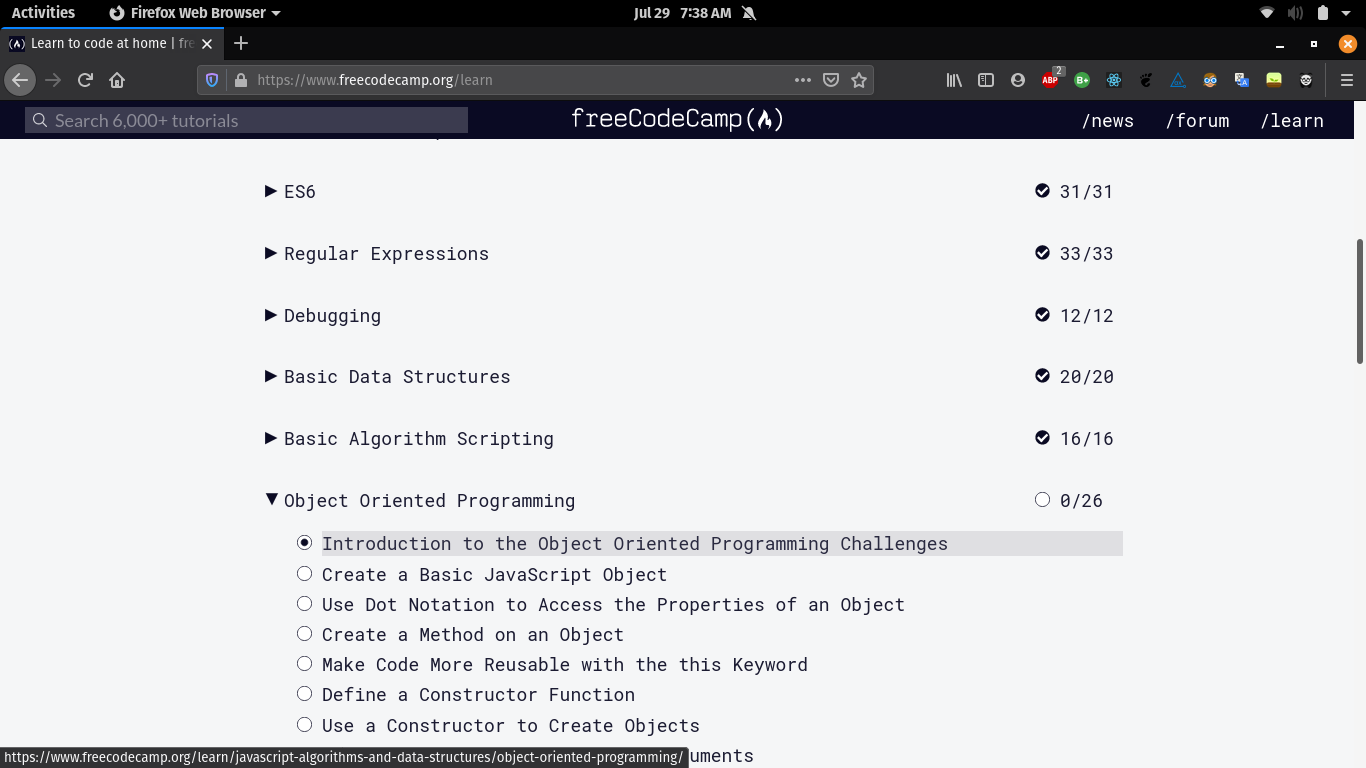 Activities Firefox Web Browser Jul 29 7:38 AM
(A) Learn to code at home | fre
https://www.freecodecamp.org/learn
ABP 2 B+
Search 6,000+ tutorials freeCodeCamp /news /forum /learn
ES6 31/31
Regular Expressions 33/33
Debugging 12/12
Basic Data Structures 20/20
Basic Algorithm Scripting 16/16
Object Oriented Programming 0/26
Introduction to the Object Oriented Programming Challenges
Create a Basic JavaScript Object
Use Dot Notation to Access the Properties of an Object
Create a Method on an Object
Make Code More Reusable with the this Keyword
Define a Constructor Function
Use a Constructor to Create Objects
uments
https://www.freecodecamp.org/learn/javascript-algorithms-and-data-structures/object-oriented-programming/